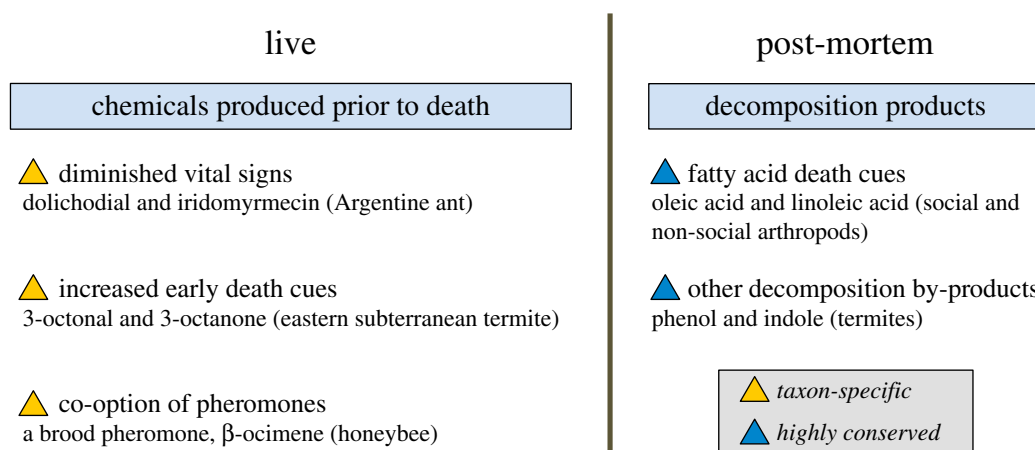 live
chemicals produced prior to death
diminished vital signs
dolichodial and iridomyrmecin (Argentine ant)
increased early death cues
3-octonal and 3-octanone (eastern subterranean termite)
co-option of pheromones
a brood pheromone, β-ocimene (honeybee)
post-mortem
decomposition products
fatty acid death cues
oleic acid and linoleic acid (social and
non-social arthropods)
other decomposition by-products
phenol and indole (termites)
taxon-specific
highly conserved